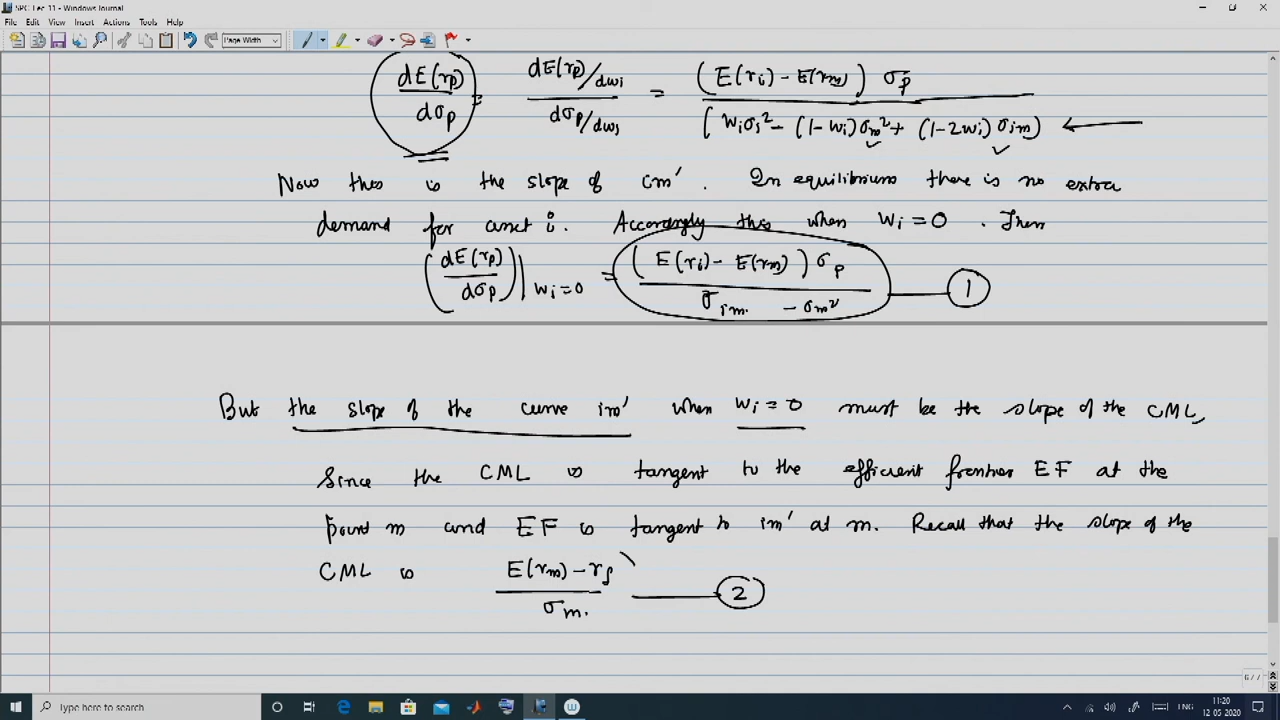 SPC Lec 11 - Windows Journal
File Edit View Insert Actions Tools Help
Page Width
dE(rp)/dσp = (dE(rp)/dwi)/(dσp/dwi) = (E(ri) - E(rm)) σp / (wiσi² - (1-wi)σm² + (1-2wi)σim)
Now this is the slope of im'. In equilibrium there is no extra
demand for asset i. Accordingly this when wi = 0. Then
(dE(rp)/dσp)|wi=0 = (E(ri) - E(rm)) σp / (σim - σm²) ① 
But the slope of the curve im' when wi = 0 must be the slope of the CML,
Since the CML is tangent to the efficient frontier EF at the
point m and EF is tangent to im' at m. Recall that the slope of the
CML is (E(rm) - rf)/σm. ②
6 / 7
Type here to search
ENG
11:20
12-05-2020